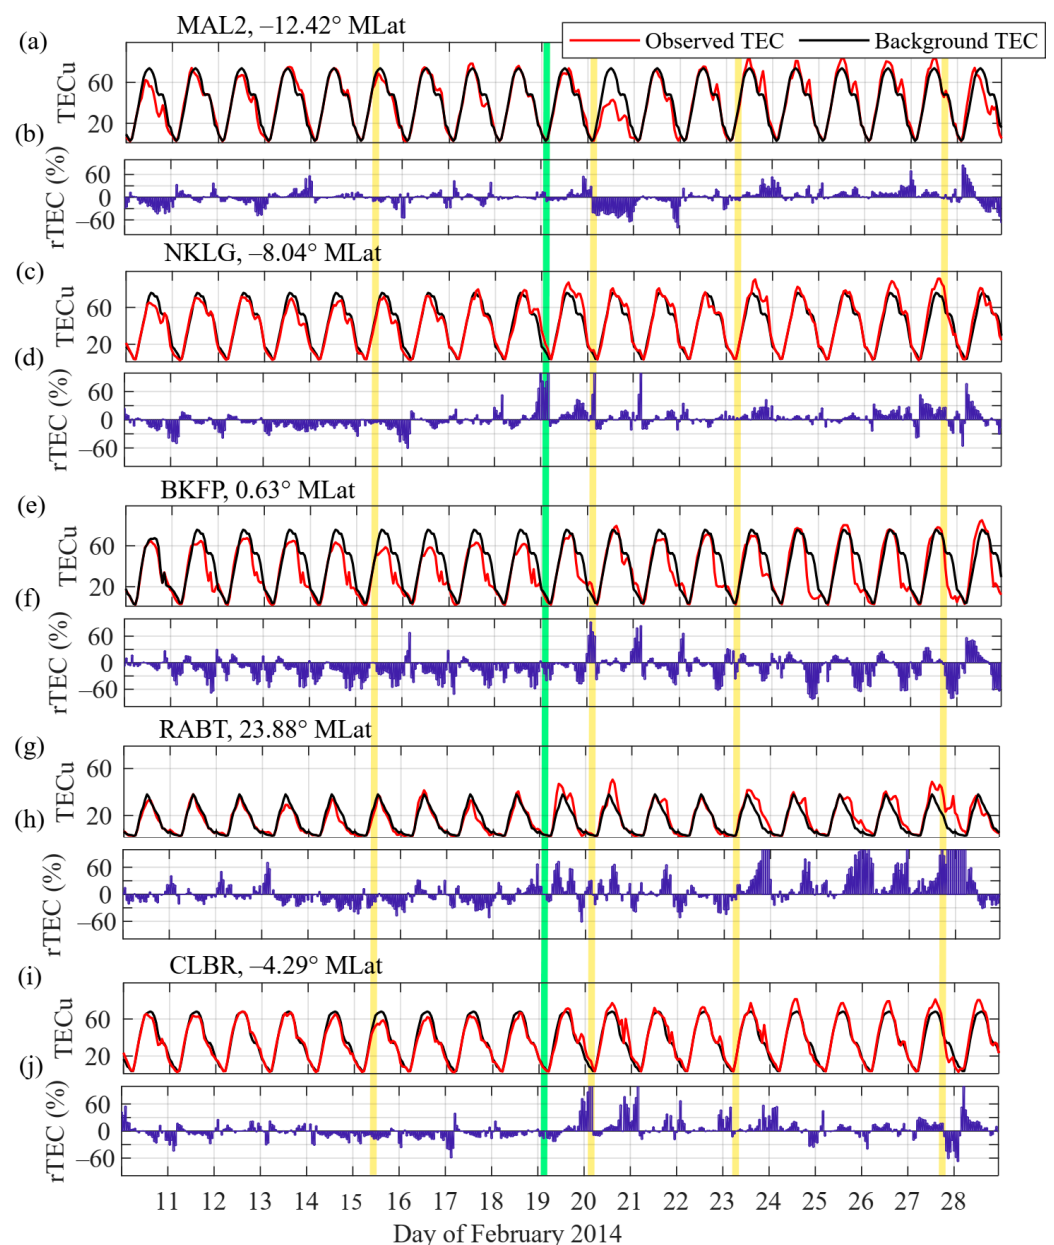 MAL2, –12.42° MLat
(a)
Observed TEC
Background TEC
TECu
60
20
(b)
rTEC (%)
60
0
–60
NKLG, –8.04° MLat
(c)
TECu
60
20
(d)
rTEC (%)
60
0
–60
BKFP, 0.63° MLat
(e)
TECu
60
20
(f)
rTEC (%)
60
0
–60
RABT, 23.88° MLat
(g)
TECu
60
20
(h)
rTEC (%)
60
0
–60
CLBR, –4.29° MLat
(i)
TECu
60
20
(j)
rTEC (%)
60
0
–60
11 12 13 14 15 16 17 18 19 20 21 22 23 24 25 26 27 28
Day of February 2014